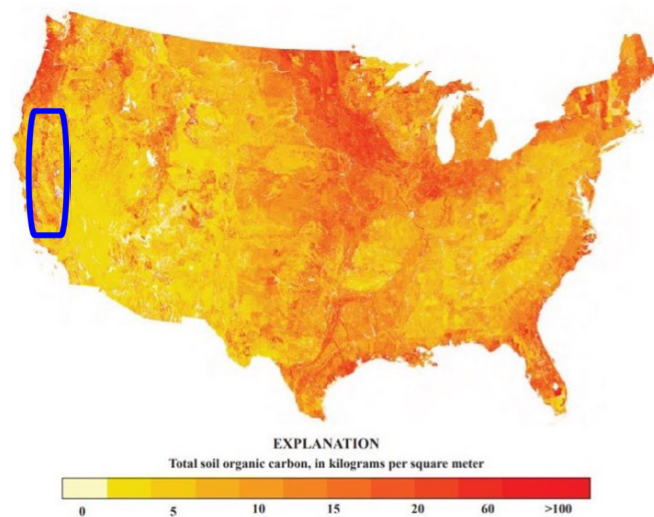 EXPLANATION
Total soil organic carbon, in kilograms per square meter
0 5 10 15 20 60 >100